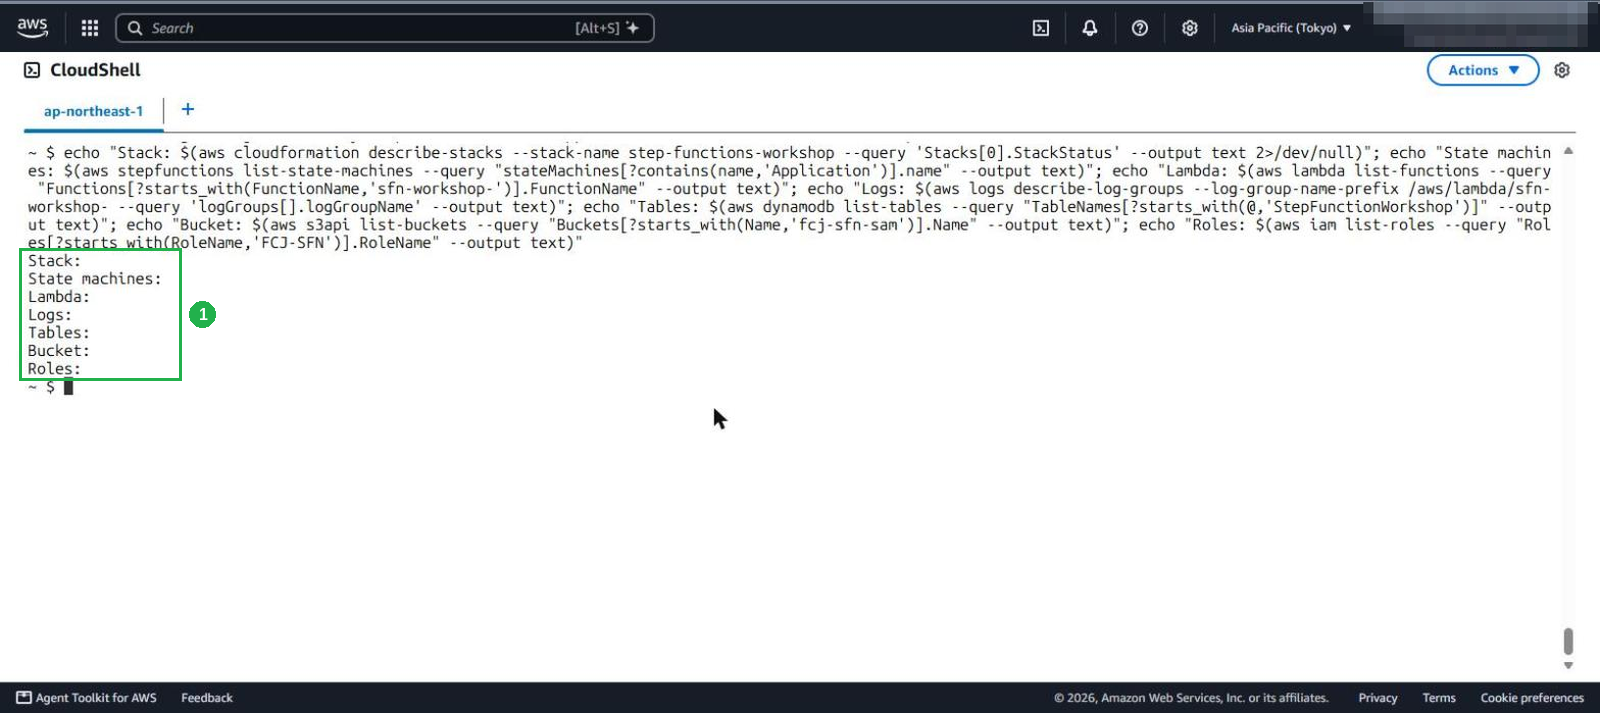 aws
Search
[Alt+S]
Asia Pacific (Tokyo)
CloudShell
Actions
ap-northeast-1
+
~ $ echo "Stack: $(aws cloudformation describe-stacks --stack-name step-functions-workshop --query 'Stacks[0].StackStatus' --output text 2>/dev/null)"; echo "State machin
es: $(aws stepfunctions list-state-machines --query "stateMachines[?contains(name,'Application')].name" --output text)"; echo "Lambda: $(aws lambda list-functions --query
"Functions[?starts_with(FunctionName,'sfn-workshop-')].FunctionName" --output text)"; echo "Logs: $(aws logs describe-log-groups --log-group-name-prefix /aws/lambda/sfn-
workshop- --query 'logGroups[].logGroupName' --output text)"; echo "Tables: $(aws dynamodb list-tables --query "TableNames[?starts_with(@,'StepFunctionWorkshop')]" --outp
ut text)"; echo "Bucket: $(aws s3api list-buckets --query "Buckets[?starts_with(Name,'fcj-sfn-sam')].Name" --output text)"; echo "Roles: $(aws iam list-roles --query "Rol
es[?starts_with(RoleName,'FCJ-SFN')].RoleName" --output text)"
Stack:
State machines:
Lambda:
Logs:
Tables:
Bucket:
Roles:
1
~ $
Agent Toolkit for AWS
Feedback
© 2026, Amazon Web Services, Inc. or its affiliates.
Privacy
Terms
Cookie preferences